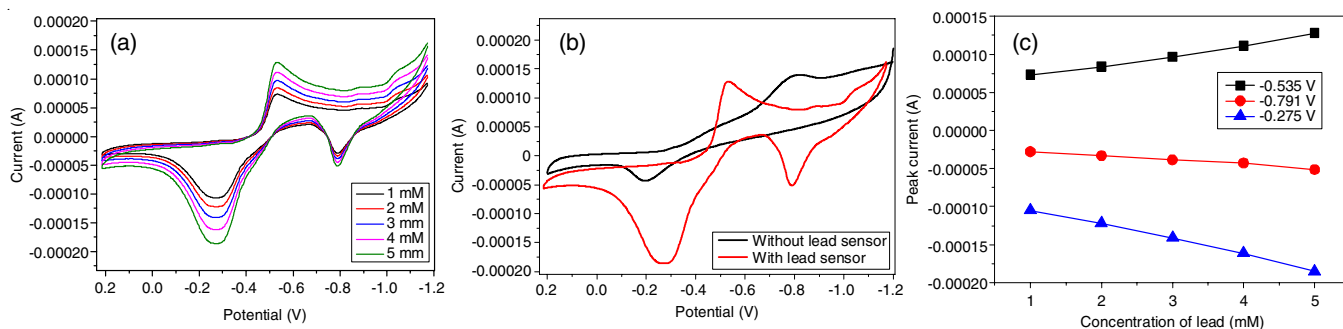 (a)
Current (A)
0.00020
0.00015
0.00010
0.00005
0.00000
-0.00005
-0.00010
-0.00015
-0.00020
1 mM
2 mM
3 mm
4 mM
5 mm
0.2 0.0 -0.2 -0.4 -0.6 -0.8 -1.0 -1.2
Potential (V)
(b)
Current (A)
0.00020
0.00015
0.00010
0.00005
0
-0.00005
-0.00010
-0.00015
-0.00020
Without lead sensor
With lead sensor
0.2 0.0 -0.2 -0.4 -0.6 -0.8 -1.0 -1.2
Potential (V)
(c)
Peak current (A)
0.00015
0.00010
0.00005
0.00000
-0.00005
-0.00010
-0.00015
-0.00020
-0.535 V
-0.791 V
-0.275 V
1 2 3 4 5
Concentration of lead (mM)